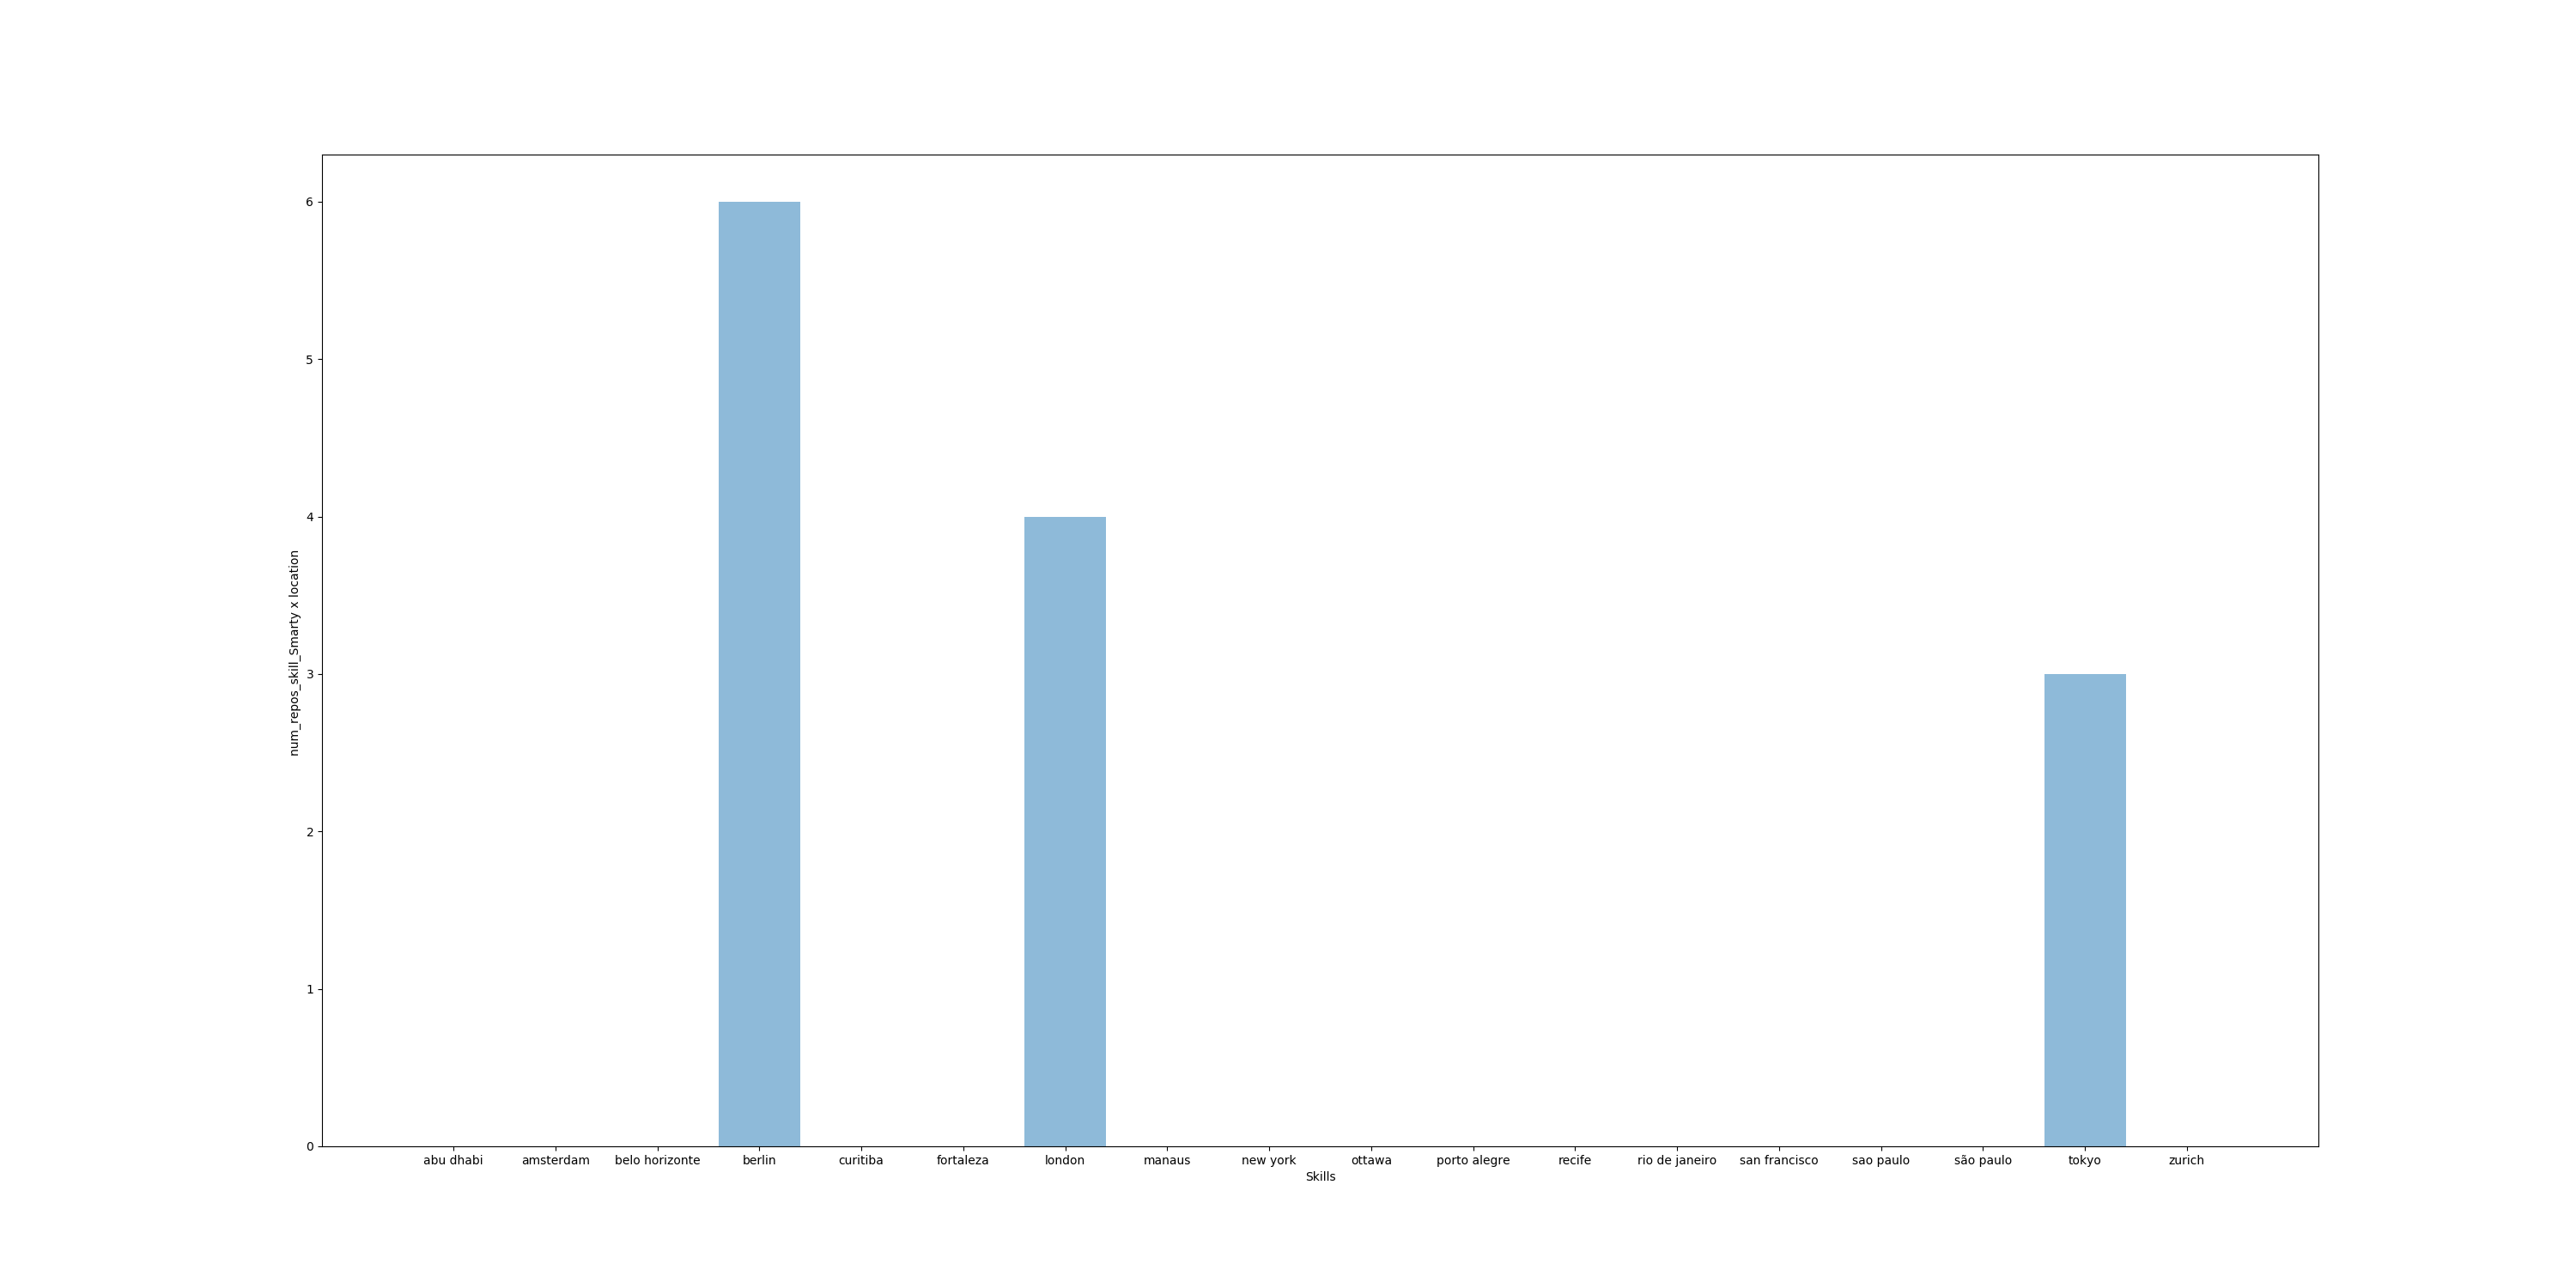 6
5
4
3
2
1
0
num_repos_skill_Smarty x location
abu dhabi amsterdam belo horizonte berlin curitiba fortaleza london manaus new york ottawa porto alegre recife rio de janeiro san francisco sao paulo são paulo tokyo zurich
Skills